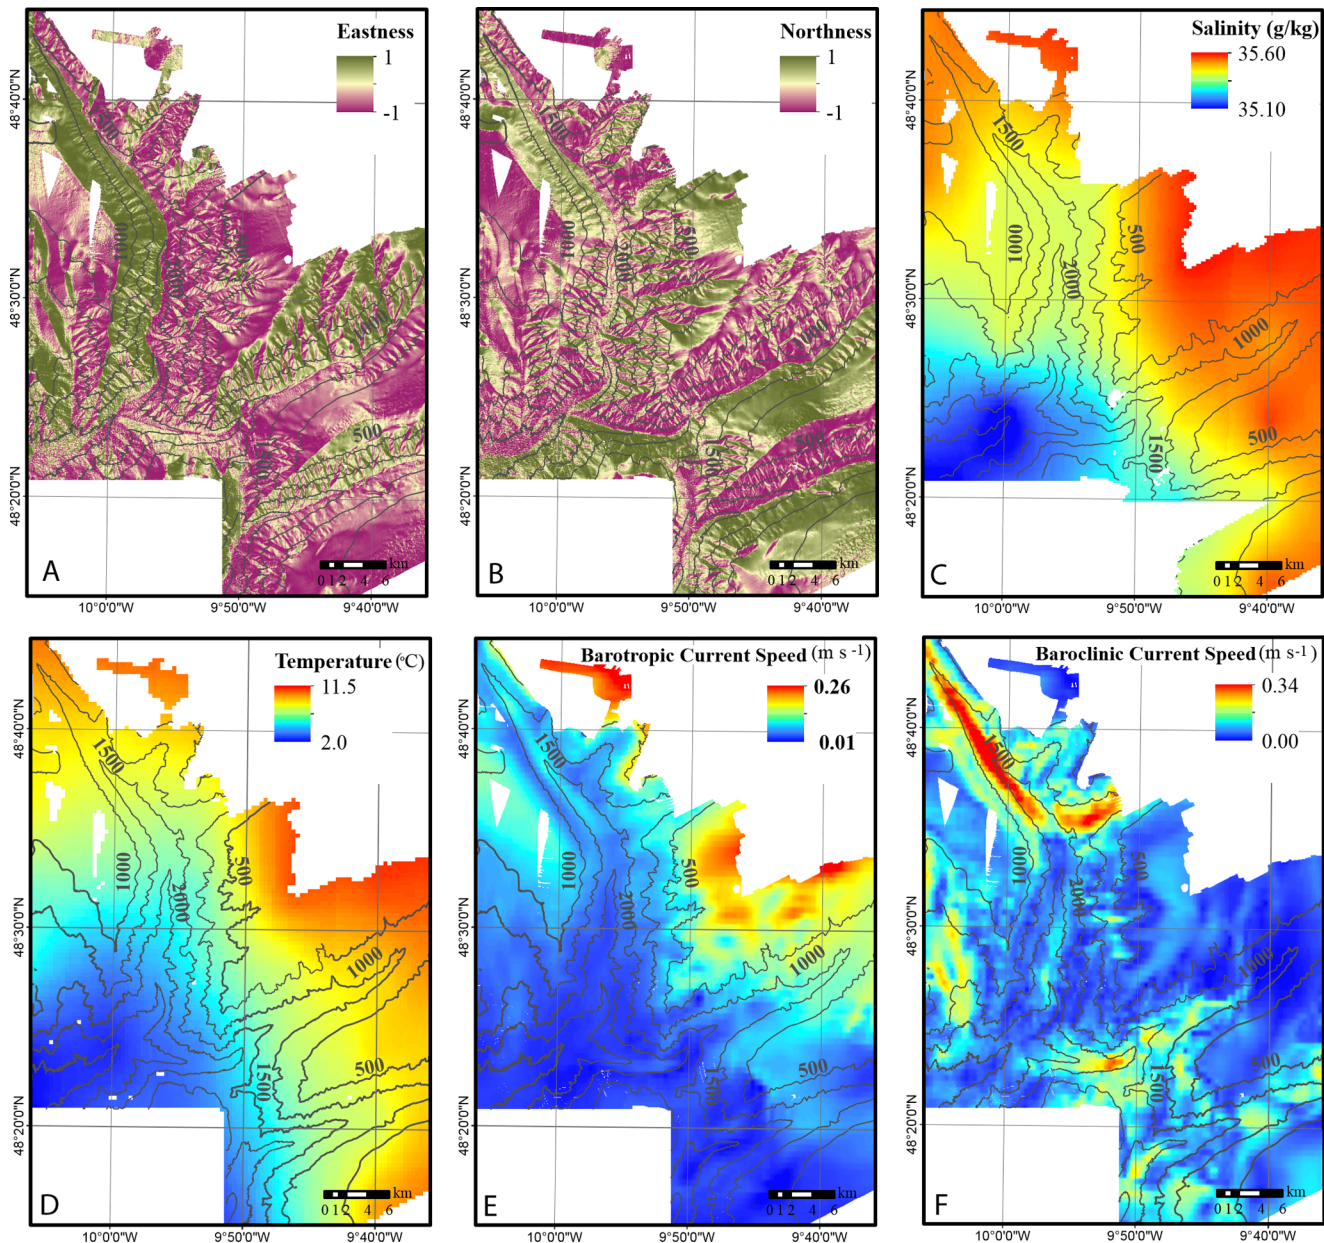 Eastness
1
-1
500
1000
2000
500
1000
500
1500
A
km
0 1 2 4 6
48°40'0"N
48°30'0"N
48°20'0"N
10°00'0"W
9°50'0"W
9°40'0"W
Northness
1
-1
500
1000
2000
500
1000
500
1500
B
km
0 1 2 4 6
48°40'0"N
48°30'0"N
48°20'0"N
10°00'0"W
9°50'0"W
9°40'0"W
Salinity (g/kg)
35.60
35.10
1500
1000
2000
500
1000
500
1500
C
km
0 1 2 4 6
48°40'0"N
48°30'0"N
48°20'0"N
10°00'0"W
9°50'0"W
9°40'0"W
Temperature (°C)
11.5
2.0
1500
1000
2000
500
1000
500
1500
D
km
0 1 2 4 6
48°40'0"N
48°30'0"N
48°20'0"N
10°00'0"W
9°50'0"W
9°40'0"W
Barotropic Current Speed (m s -1)
0.26
0.01
1500
1000
2000
500
1000
500
1500
E
km
0 1 2 4 6
48°40'0"N
48°30'0"N
48°20'0"N
10°00'0"W
9°50'0"W
9°40'0"W
Baroclinic Current Speed (m s-1)
0.34
0.00
1500
1000
2000
500
1000
500
1500
F
km
0 1 2 4 6
48°40'0"N
48°30'0"N
48°20'0"N
10°00'0"W
9°50'0"W
9°40'0"W